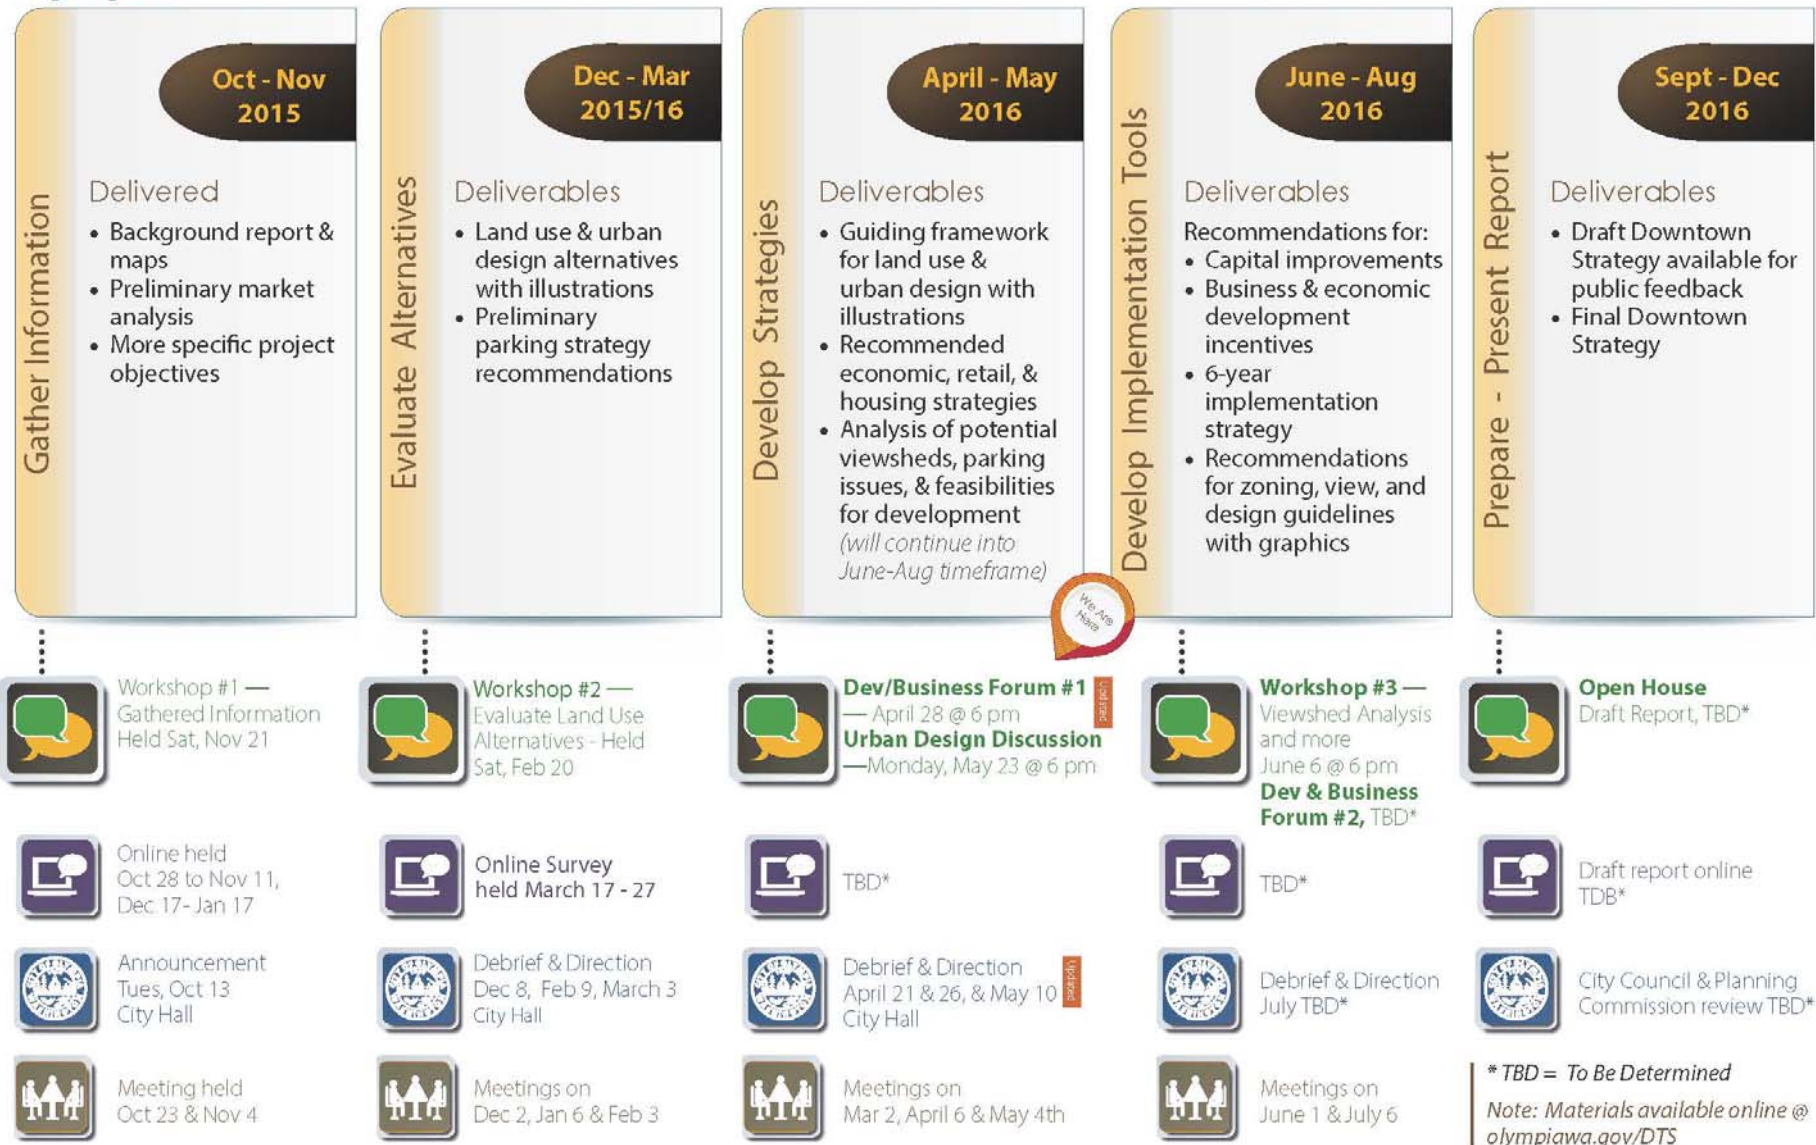 Gather Information
Oct - Nov
2015
Delivered
• Background report &
maps
• Preliminary market
analysis
• More specific project
objectives
Evaluate Alternatives
Dec - Mar
2015/16
Deliverables
• Land use & urban
design alternatives
with illustrations
• Preliminary
parking strategy
recommendations
Develop Strategies
April - May
2016
Deliverables
• Guiding framework
for land use &
urban design with
illustrations
• Recommended
economic, retail, &
housing strategies
• Analysis of potential
viewsheds, parking
issues, & feasibilities
for development
(will continue into
June-Aug timeframe)
We Are
Here
Develop Implementation Tools
June - Aug
2016
Deliverables
Recommendations for:
• Capital improvements
• Business & economic
development
incentives
• 6-year
implementation
strategy
• Recommendations
for zoning, view, and
design guidelines
with graphics
Prepare - Present Report
Sept - Dec
2016
Deliverables
• Draft Downtown
Strategy available for
public feedback
• Final Downtown
Strategy
Workshop #1 —
Gathered Information
Held Sat, Nov 21
Workshop #2 —
Evaluate Land Use
Alternatives - Held
Sat, Feb 20
Dev/Business Forum #1
— April 28 @ 6 pm
Updated
Urban Design Discussion
—Monday, May 23 @ 6 pm
Workshop #3 —
Viewshed Analysis
and more
June 6 @ 6 pm
Dev & Business
Forum #2, TBD*
Open House
Draft Report, TBD*
Online held
Oct 28 to Nov 11,
Dec 17- Jan 17
Online Survey
held March 17 - 27
TBD*
TBD*
Draft report online
TDB*
Announcement
Tues, Oct 13
City Hall
Debrief & Direction
Dec 8, Feb 9, March 3
City Hall
Debrief & Direction
April 21 & 26, & May 10
City Hall
Updated
Debrief & Direction
July TBD*
City Council & Planning
Commission review TBD*
Meeting held
Oct 23 & Nov 4
Meetings on
Dec 2, Jan 6 & Feb 3
Meetings on
Mar 2, April 6 & May 4th
Meetings on
June 1 & July 6
* TBD = To Be Determined
Note: Materials available online @
olympiawa.gov/DTS